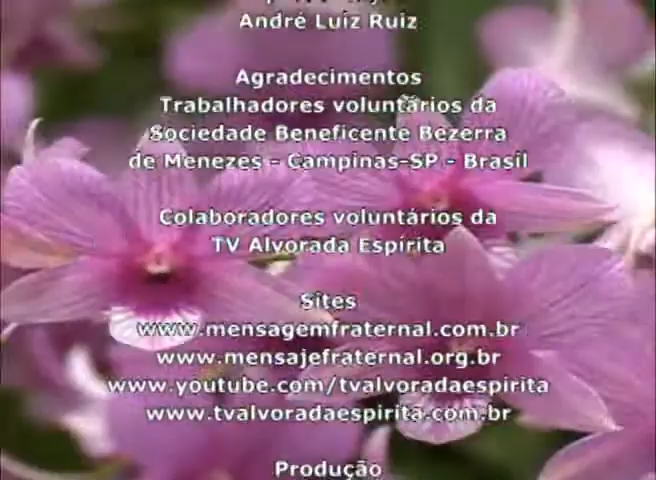 André Luiz Ruiz
Agradecimentos
Trabalhadores voluntários da
Sociedade Beneficente Bezerra
de Menezes - Campinas-SP - Brasil
Colaboradores voluntários da
TV Alvorada Espírita
Sites
www.mensagemfraternal.com.br
www.mensajefraternal.org.br
www.youtube.com/tvalvoradaespirita
www.tvalvoradaespirita.com.br
Produção